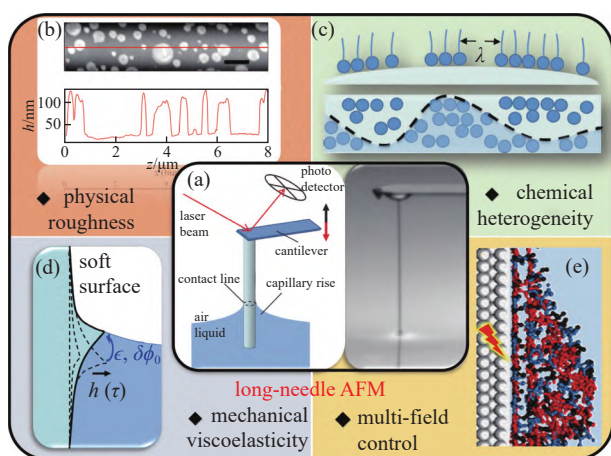 (b)
h/nm
100
50
0
2
4
6
8
z/μm
◆ physical
roughness
(c)
λ
◆ chemical
heterogeneity
(a)
photo
detector
laser
beam
cantilever
contact line
capillary rise
air
liquid
long-needle AFM
(d)
soft
surface
ϵ, δϕ₀
h (τ)
◆ mechanical
viscoelasticity
(e)
◆ multi-field
control